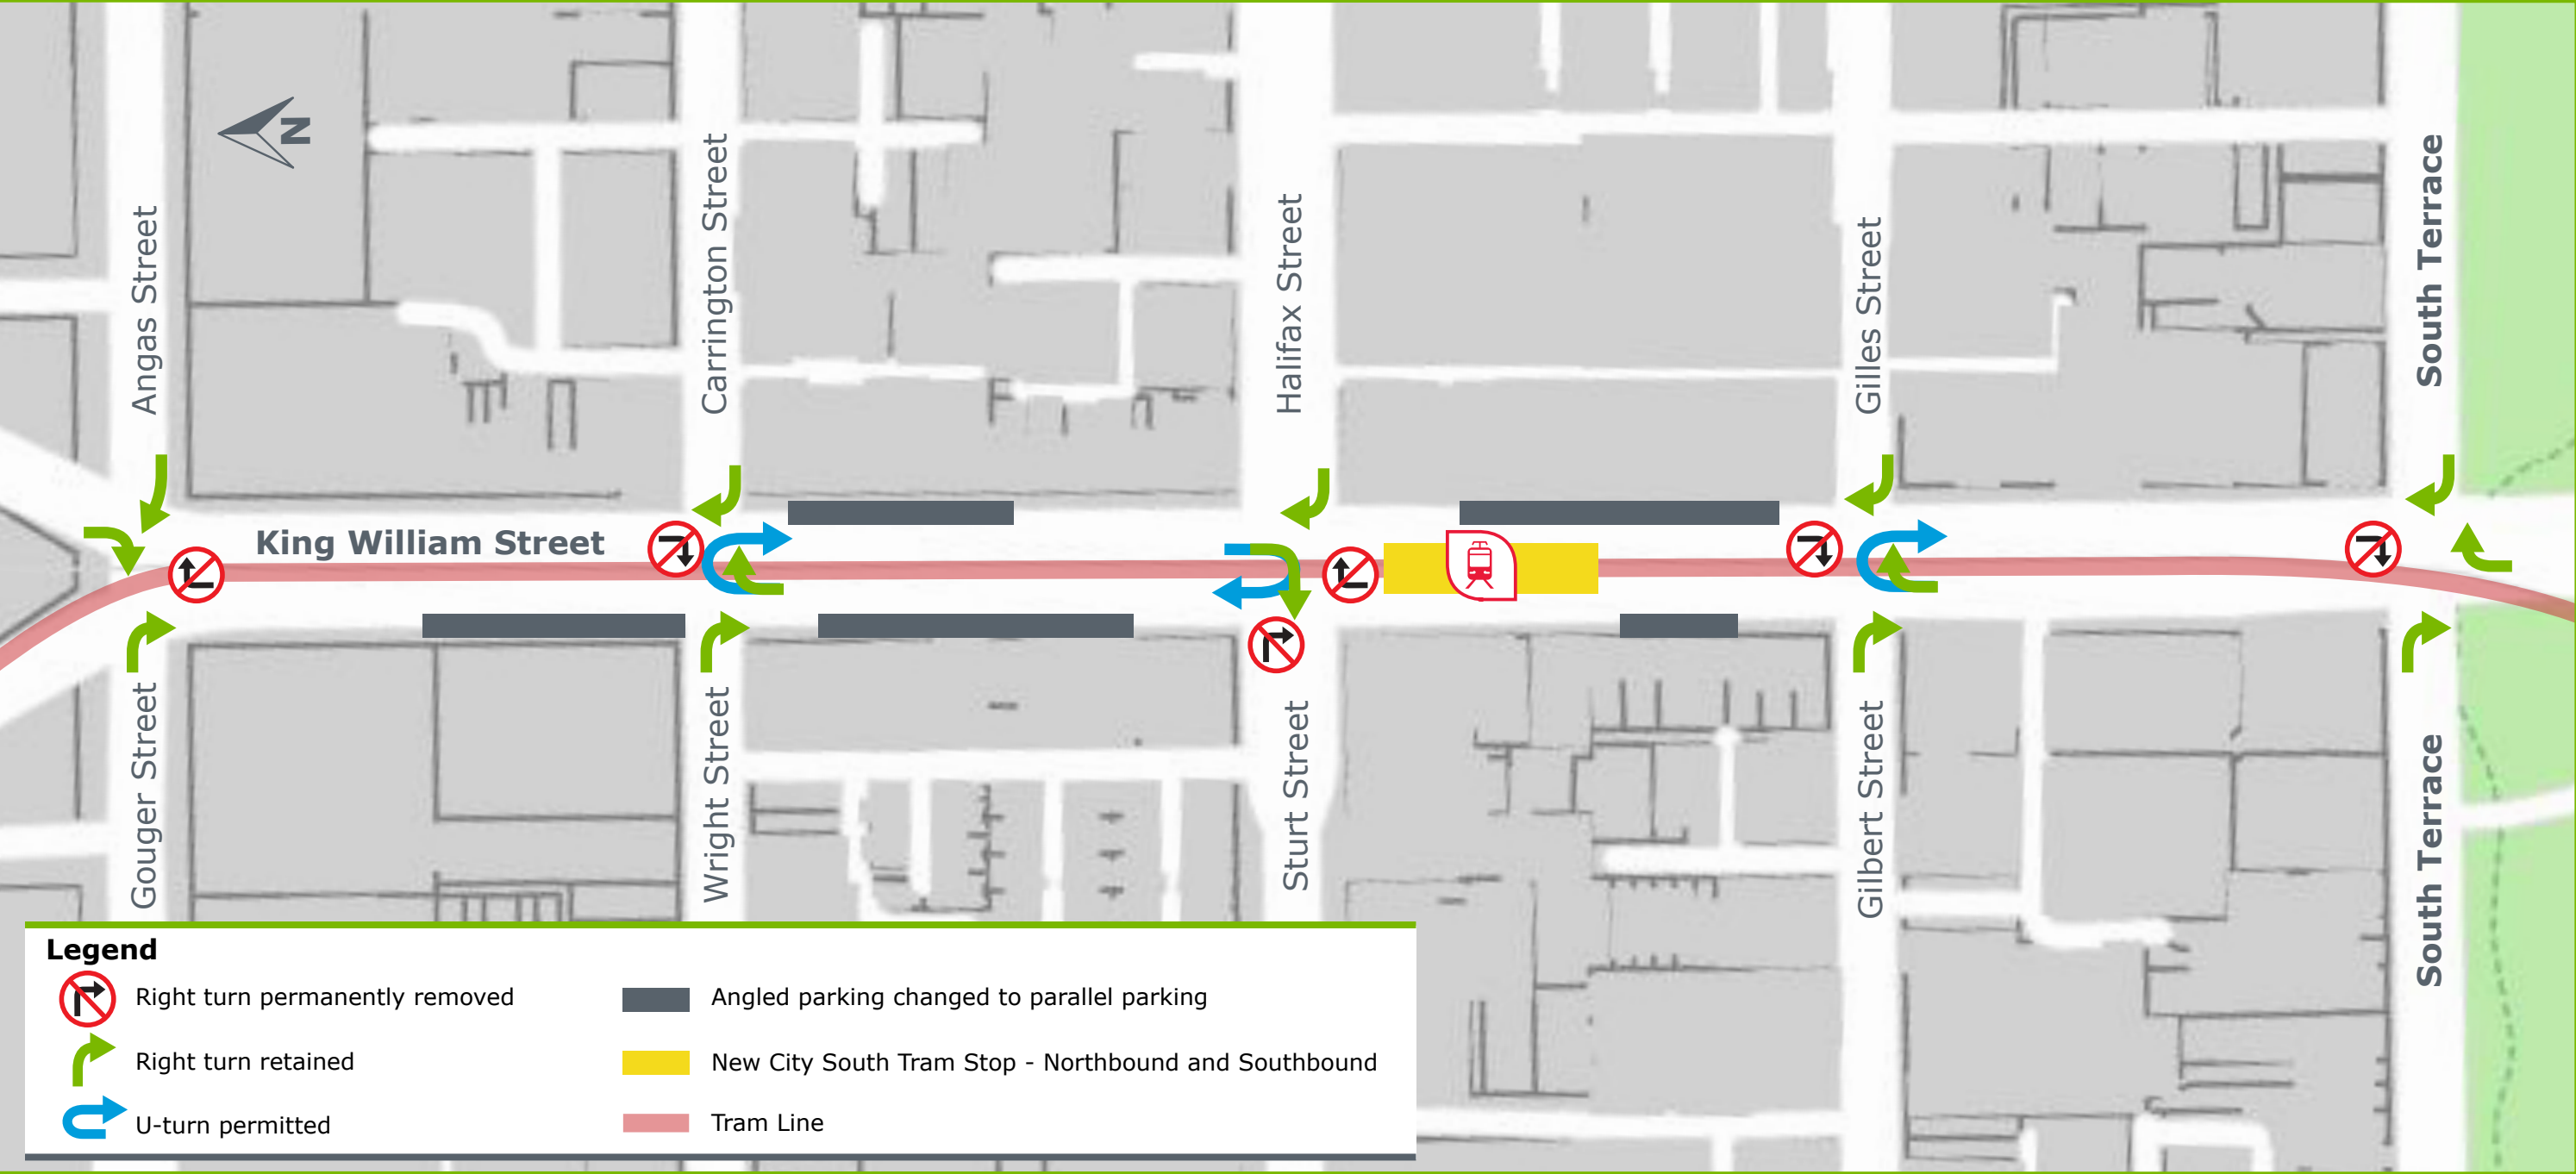 N
Angas Street
Carrington Street
Halifax Street
Gilles Street
South Terrace
King William Street
Gouger Street
Wright Street
Sturt Street
Gilbert Street
South Terrace
Legend
Right turn permanently removed
Right turn retained
U-turn permitted
Angled parking changed to parallel parking
New City South Tram Stop - Northbound and Southbound
Tram Line